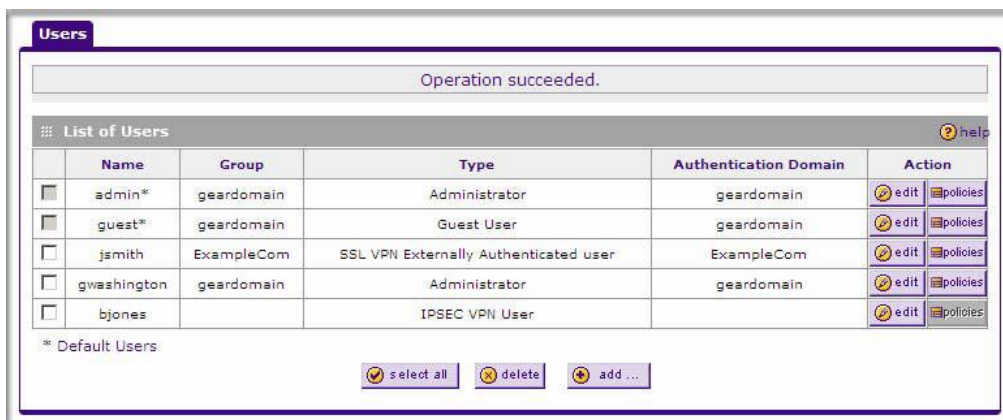 Users
Operation succeeded.
List of Users help
Name Group Type Authentication Domain Action
admin* geardomain Administrator geardomain edit policies
guest* geardomain Guest User geardomain edit policies
jsmith ExampleCom SSL VPN Externally Authenticated user ExampleCom edit policies
gwashington geardomain Administrator geardomain edit policies
bjones IPSEC VPN User edit policies
* Default Users
select all delete add ...